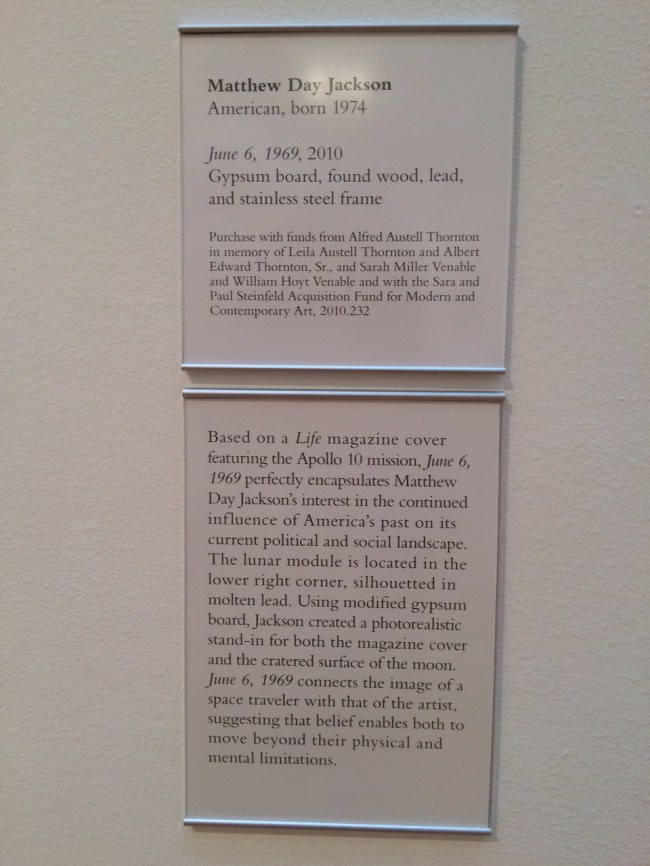 Matthew Day Jackson
American, born 1974
June 6, 1969, 2010
Gypsum board, found wood, lead,
and stainless steel frame
Purchase with funds from Alfred Austell Thornton
in memory of Leila Austell Thornton and Albert
Edward Thornton, Sr., and Sarah Miller Venable
and William Hoyt Venable and with the Sara and
Paul Steinfeld Acquisition Fund for Modern and
Contemporary Art, 2010.232
Based on a Life magazine cover
featuring the Apollo 10 mission, June 6,
1969 perfectly encapsulates Matthew
Day Jackson's interest in the continued
influence of America's past on its
current political and social landscape.
The lunar module is located in the
lower right corner, silhouetted in
molten lead. Using modified gypsum
board, Jackson created a photorealistic
stand-in for both the magazine cover
and the cratered surface of the moon.
June 6, 1969 connects the image of a
space traveler with that of the artist,
suggesting that belief enables both to
move beyond their physical and
mental limitations.